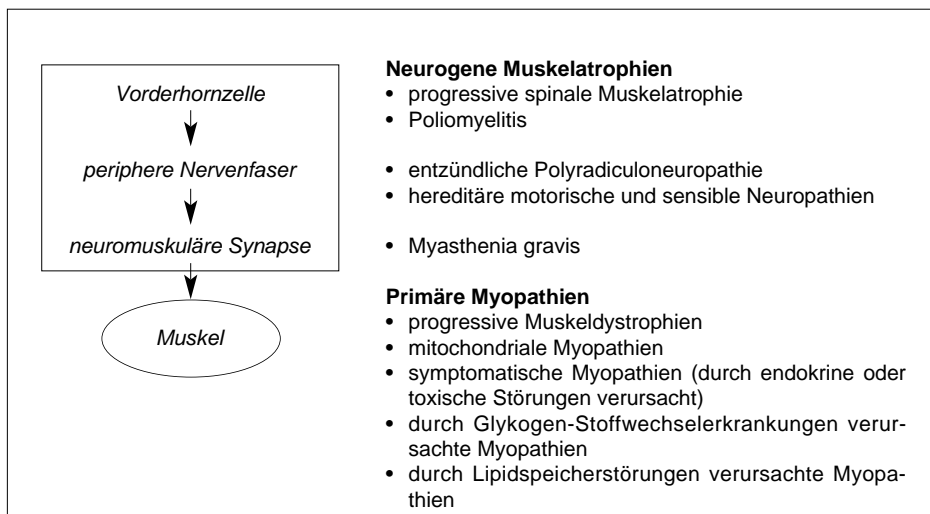 Vorderhornzelle
periphere Nervenfaser
neuromuskuläre Synapse
Muskel
Neurogene Muskelatrophien
• progressive spinale Muskelatrophie
• Poliomyelitis
• entzündliche Polyradiculoneuropathie
• hereditäre motorische und sensible Neuropathien
• Myasthenia gravis
Primäre Myopathien
• progressive Muskeldystrophien
• mitochondriale Myopathien
• symptomatische Myopathien (durch endokrine oder
toxische Störungen verursacht)
• durch Glykogen-Stoffwechselerkrankungen verur-
sachte Myopathien
• durch Lipidspeicherstörungen verursachte Myopa-
thien